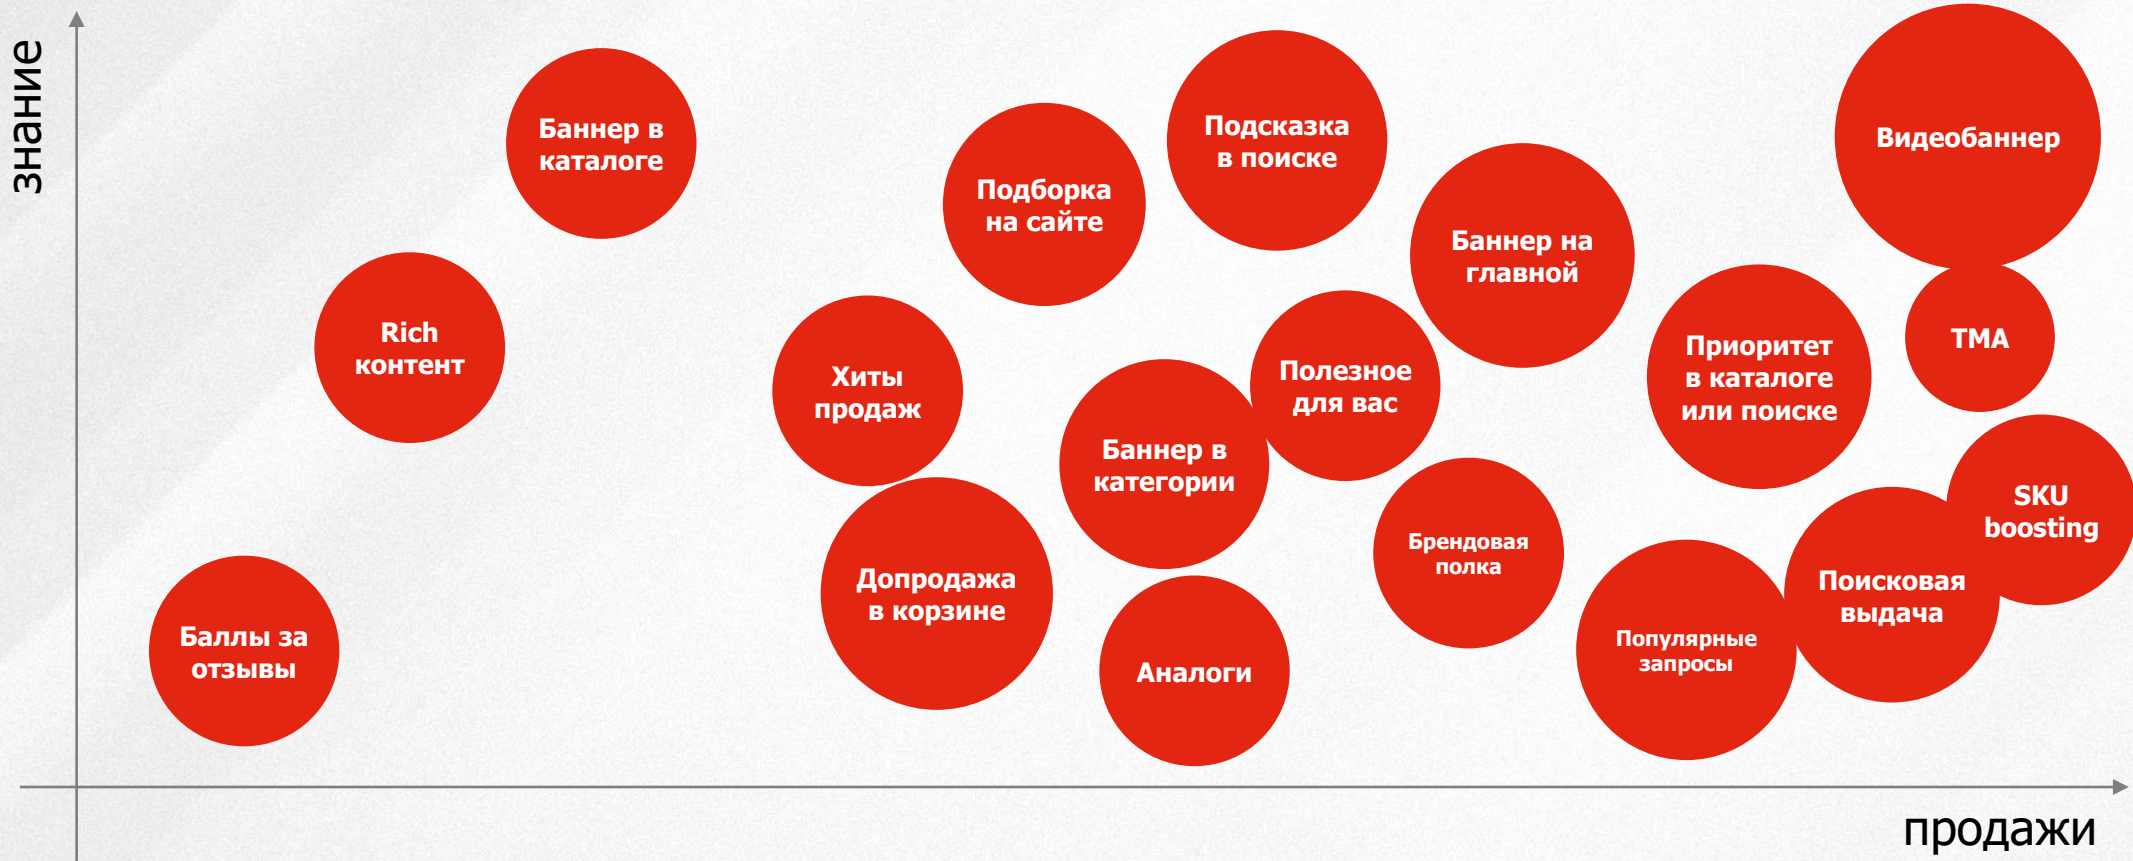 знание
Баннер в
каталоге
Подсказка
в поиске
Видеобаннер
Подборка
на сайте
Баннер на
главной
Rich
контент
Хиты
продаж
Полезное
для вас
Приоритет
в каталоге
или поиске
TMA
Баннер в
категории
SKU
boosting
Допродажа
в корзине
Брендовая
полка
Поисковая
выдача
Баллы за
отзывы
Аналоги
Популярные
запросы
продажи